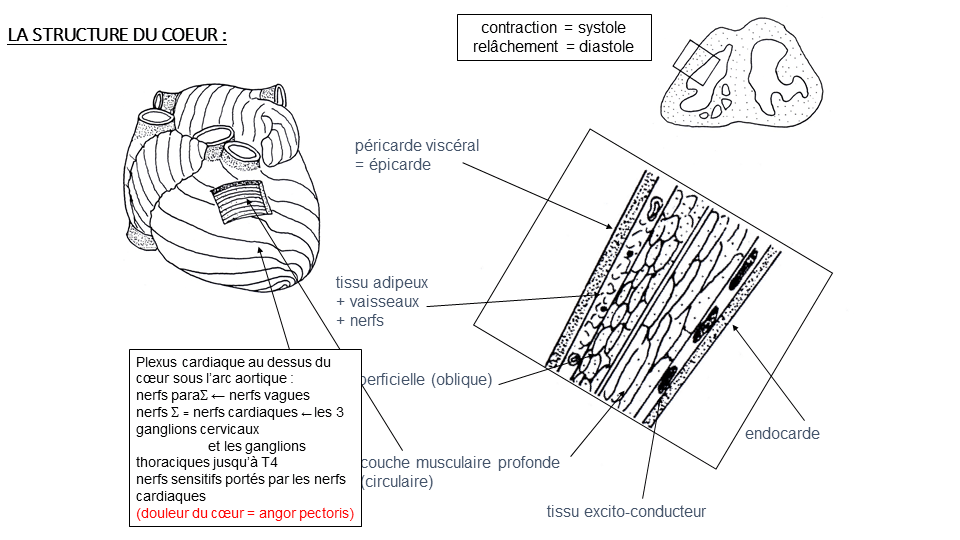 LA STRUCTURE DU COEUR :
contraction = systole
relâchement = diastole
péricarde viscéral
= épicarde
tissu adipeux
+ vaisseaux
+ nerfs
Plexus cardiaque au dessus du
cœur sous l'arc aortique :
nerfs paraΣ ← nerfs vagues
nerfs Σ = nerfs cardiaques ←les 3
ganglions cervicaux
et les ganglions
thoraciques jusqu'à T4
nerfs sensitifs portés par les nerfs
cardiaques
(douleur du cœur = angor pectoris)
(oblique)
couche musculaire profonde
(circulaire)
endocarde
tissu excito-conducteur